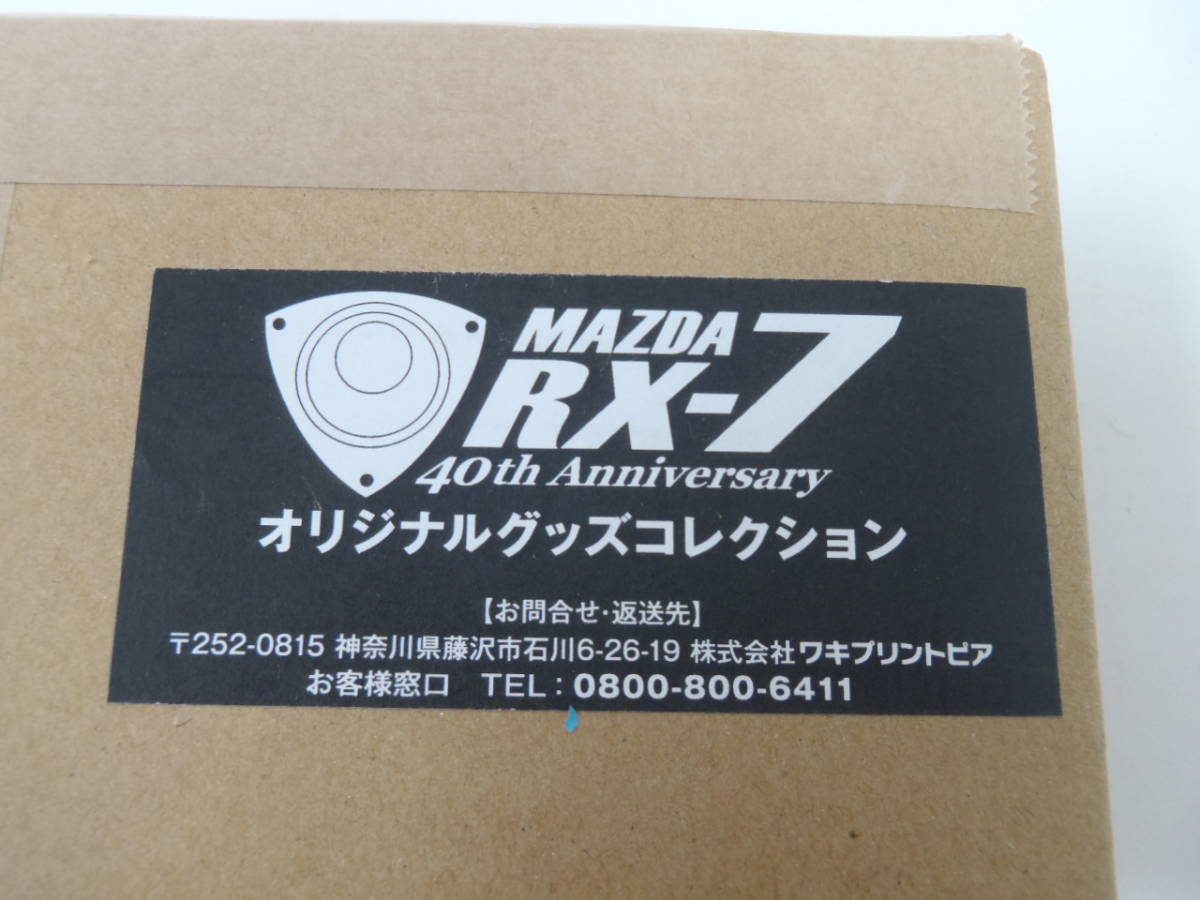 MAZDA
RX-7
40th Anniversary
オリジナルグッズコレクション
【お問合せ・返送先】
〒252-0815 神奈川県藤沢市石川6-26-19 株式会社ワキプリントピア
お客様窓口 TEL：0800-800-6411